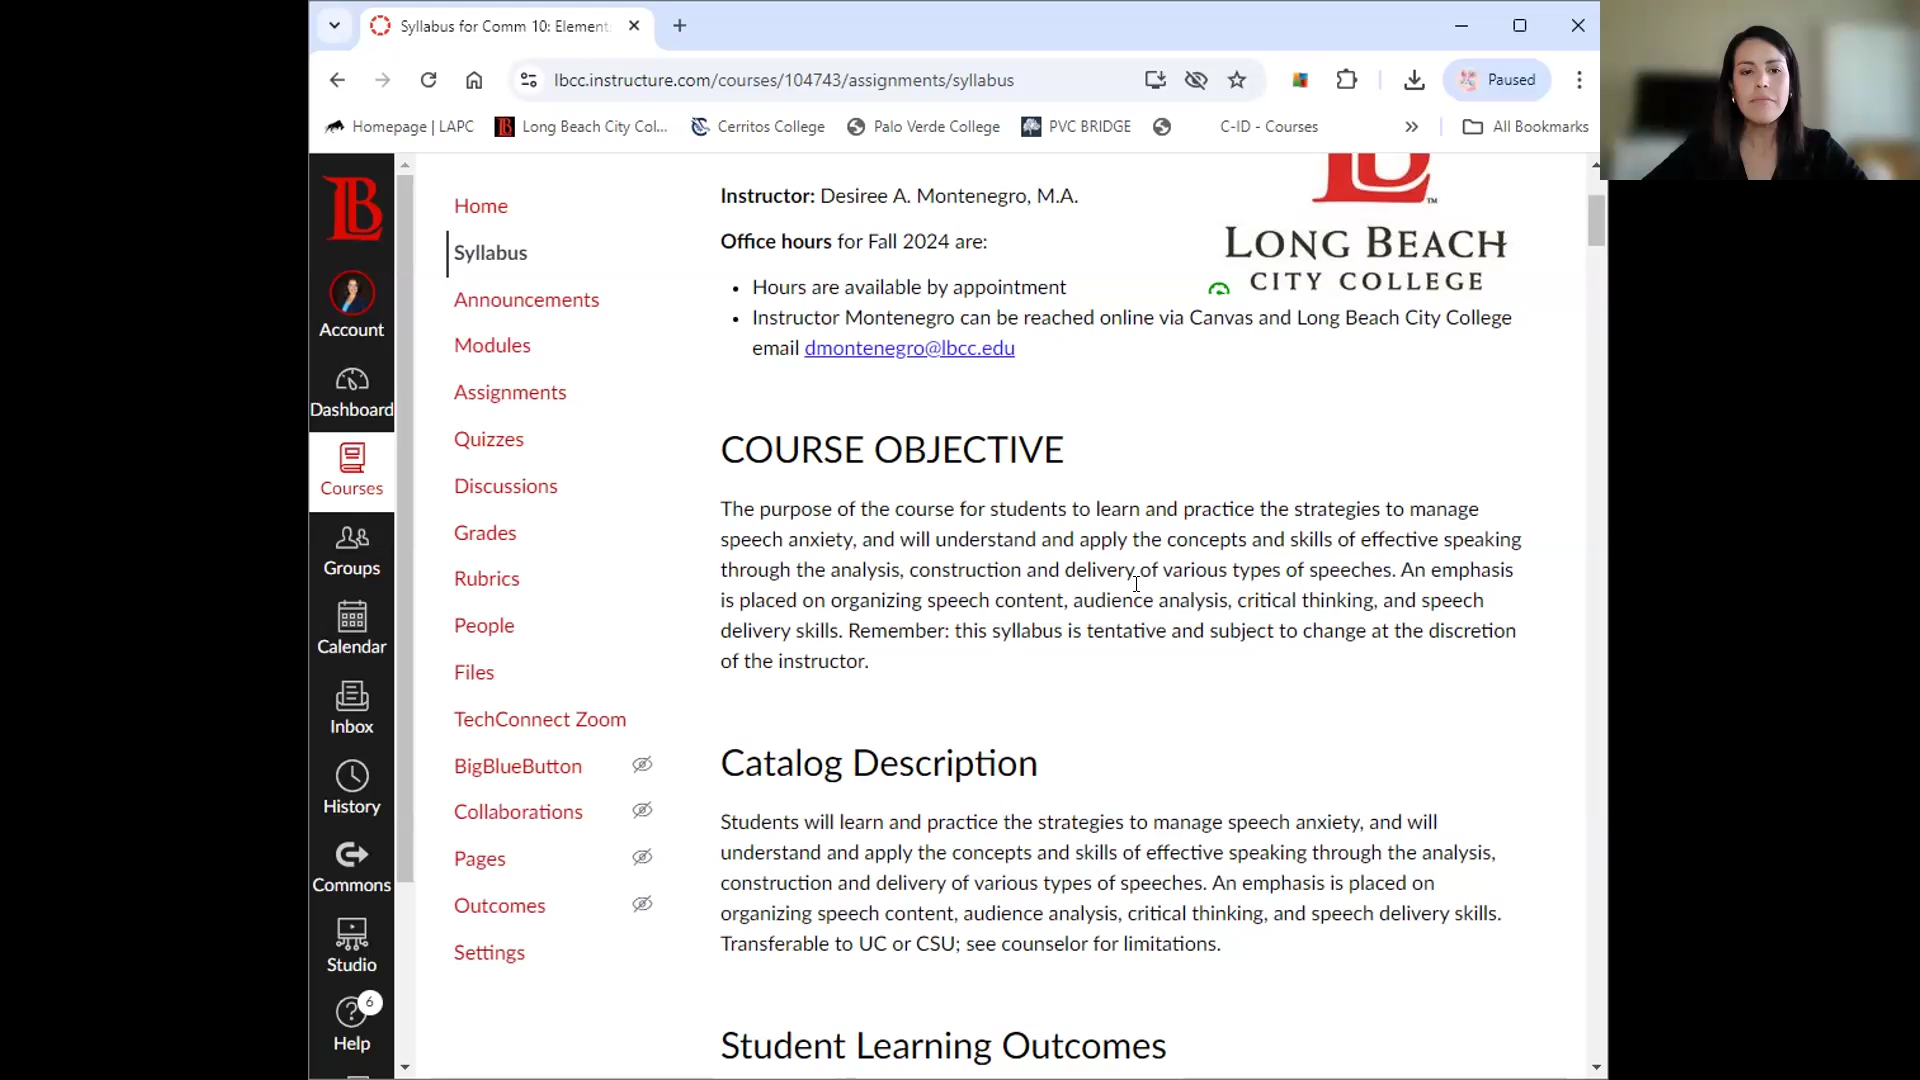 Syllabus for Comm 10: Element
lbcc.instructure.com/courses/104743/assignments/syllabus
Paused
Homepage | LAPC
Long Beach City Col...
Cerritos College
Palo Verde College
PVC BRIDGE
C-ID - Courses
All Bookmarks
LB
Account
Dashboard
Courses
Groups
Calendar
Inbox
History
Commons
Studio
6
Help
Home
Syllabus
Announcements
Modules
Assignments
Quizzes
Discussions
Grades
Rubrics
People
Files
TechConnect Zoom
BigBlueButton
Collaborations
Pages
Outcomes
Settings
Instructor: Desiree A. Montenegro, M.A.
Office hours for Fall 2024 are:
• Hours are available by appointment
• Instructor Montenegro can be reached online via Canvas and Long Beach City College
email dmontenegro@lbcc.edu
TM
LONG BEACH
CITY COLLEGE
COURSE OBJECTIVE
The purpose of the course for students to learn and practice the strategies to manage
speech anxiety, and will understand and apply the concepts and skills of effective speaking
through the analysis, construction and delivery of various types of speeches. An emphasis
is placed on organizing speech content, audience analysis, critical thinking, and speech
delivery skills. Remember: this syllabus is tentative and subject to change at the discretion
of the instructor.
Catalog Description
Students will learn and practice the strategies to manage speech anxiety, and will
understand and apply the concepts and skills of effective speaking through the analysis,
construction and delivery of various types of speeches. An emphasis is placed on
organizing speech content, audience analysis, critical thinking, and speech delivery skills.
Transferable to UC or CSU; see counselor for limitations.
Student Learning Outcomes